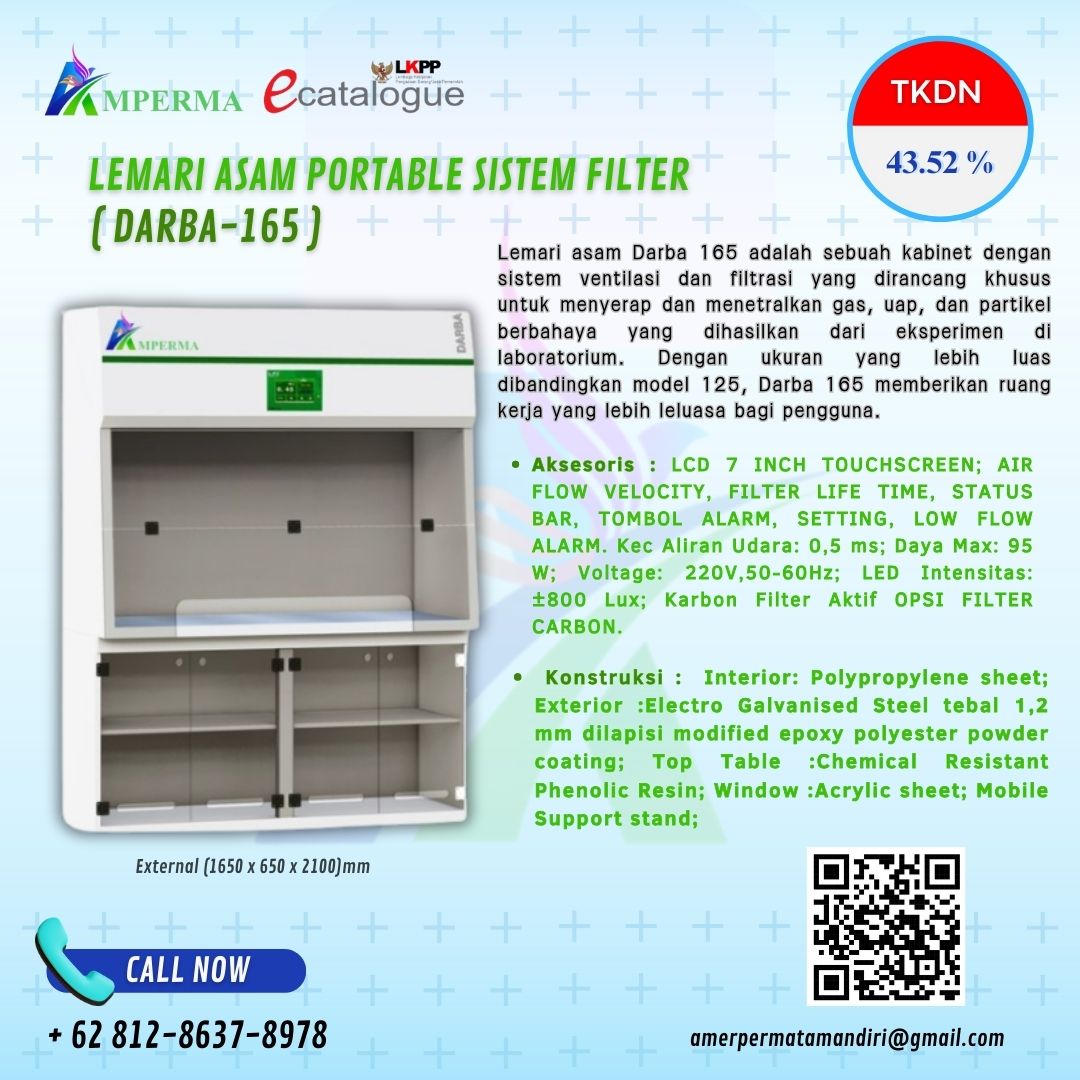 AMPERMA
ecatalogue
LKPP
TKDN
43.52 %
LEMARI ASAM PORTABLE SISTEM FILTER
( DARBA-165 )
Lemari asam Darba 165 adalah sebuah kabinet dengan
sistem ventilasi dan filtrasi yang dirancang khusus
untuk menyerap dan menetralkan gas, uap, dan partikel
berbahaya yang dihasilkan dari eksperimen di
laboratorium. Dengan ukuran yang lebih luas
dibandingkan model 125, Darba 165 memberikan ruang
kerja yang lebih leluasa bagi pengguna.
AMPERMA
DARBA
• Aksesoris : LCD 7 INCH TOUCHSCREEN; AIR
FLOW VELOCITY, FILTER LIFE TIME, STATUS
BAR, TOMBOL ALARM, SETTING, LOW FLOW
ALARM. Kec Aliran Udara: 0,5 ms; Daya Max: 95
W; Voltage: 220V,50-60Hz; LED Intensitas:
±800 Lux; Karbon Filter Aktif OPSI FILTER
CARBON.
• Konstruksi : Interior: Polypropylene sheet;
Exterior :Electro Galvanised Steel tebal 1,2
mm dilapisi modified epoxy polyester powder
coating; Top Table :Chemical Resistant
Phenolic Resin; Window :Acrylic sheet; Mobile
Support stand;
External (1650 x 650 x 2100)mm
CALL NOW
+ 62 812-8637-8978
amerpermatamandiri@gmail.com